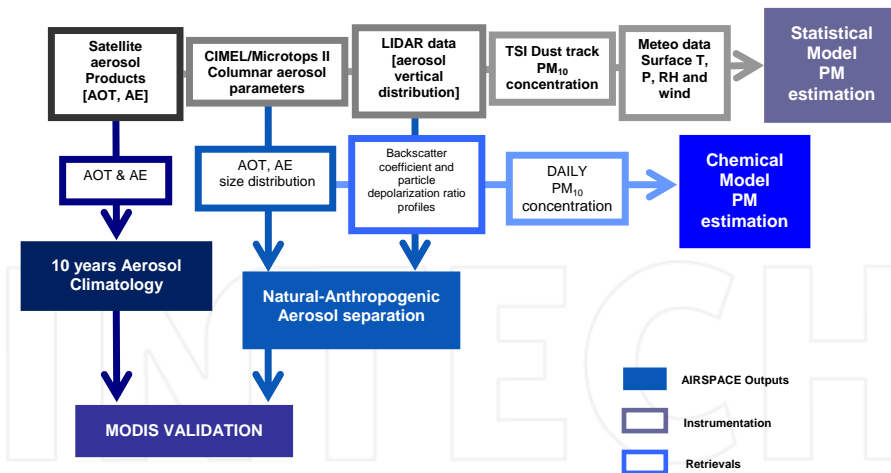 Satellite
aerosol
Products
[AOT, AE]
CIMEL/Microtops II
Columnar aerosol
parameters
LIDAR data
[aerosol
vertical
distribution]
TSI Dust track
PM₁₀
concentration
Meteo data
Surface T,
P, RH and
wind
Statistical
Model
PM
estimation
AOT & AE
AOT, AE
size distribution
Backscatter
coefficient and
particle
depolarization ratio
profiles
DAILY
PM₁₀
concentration
Chemical
Model
PM
estimation
10 years Aerosol
Climatology
Natural-Anthropogenic
Aerosol separation
MODIS VALIDATION
AIRSPACE Outputs
Instrumentation
Retrievals
INTECH